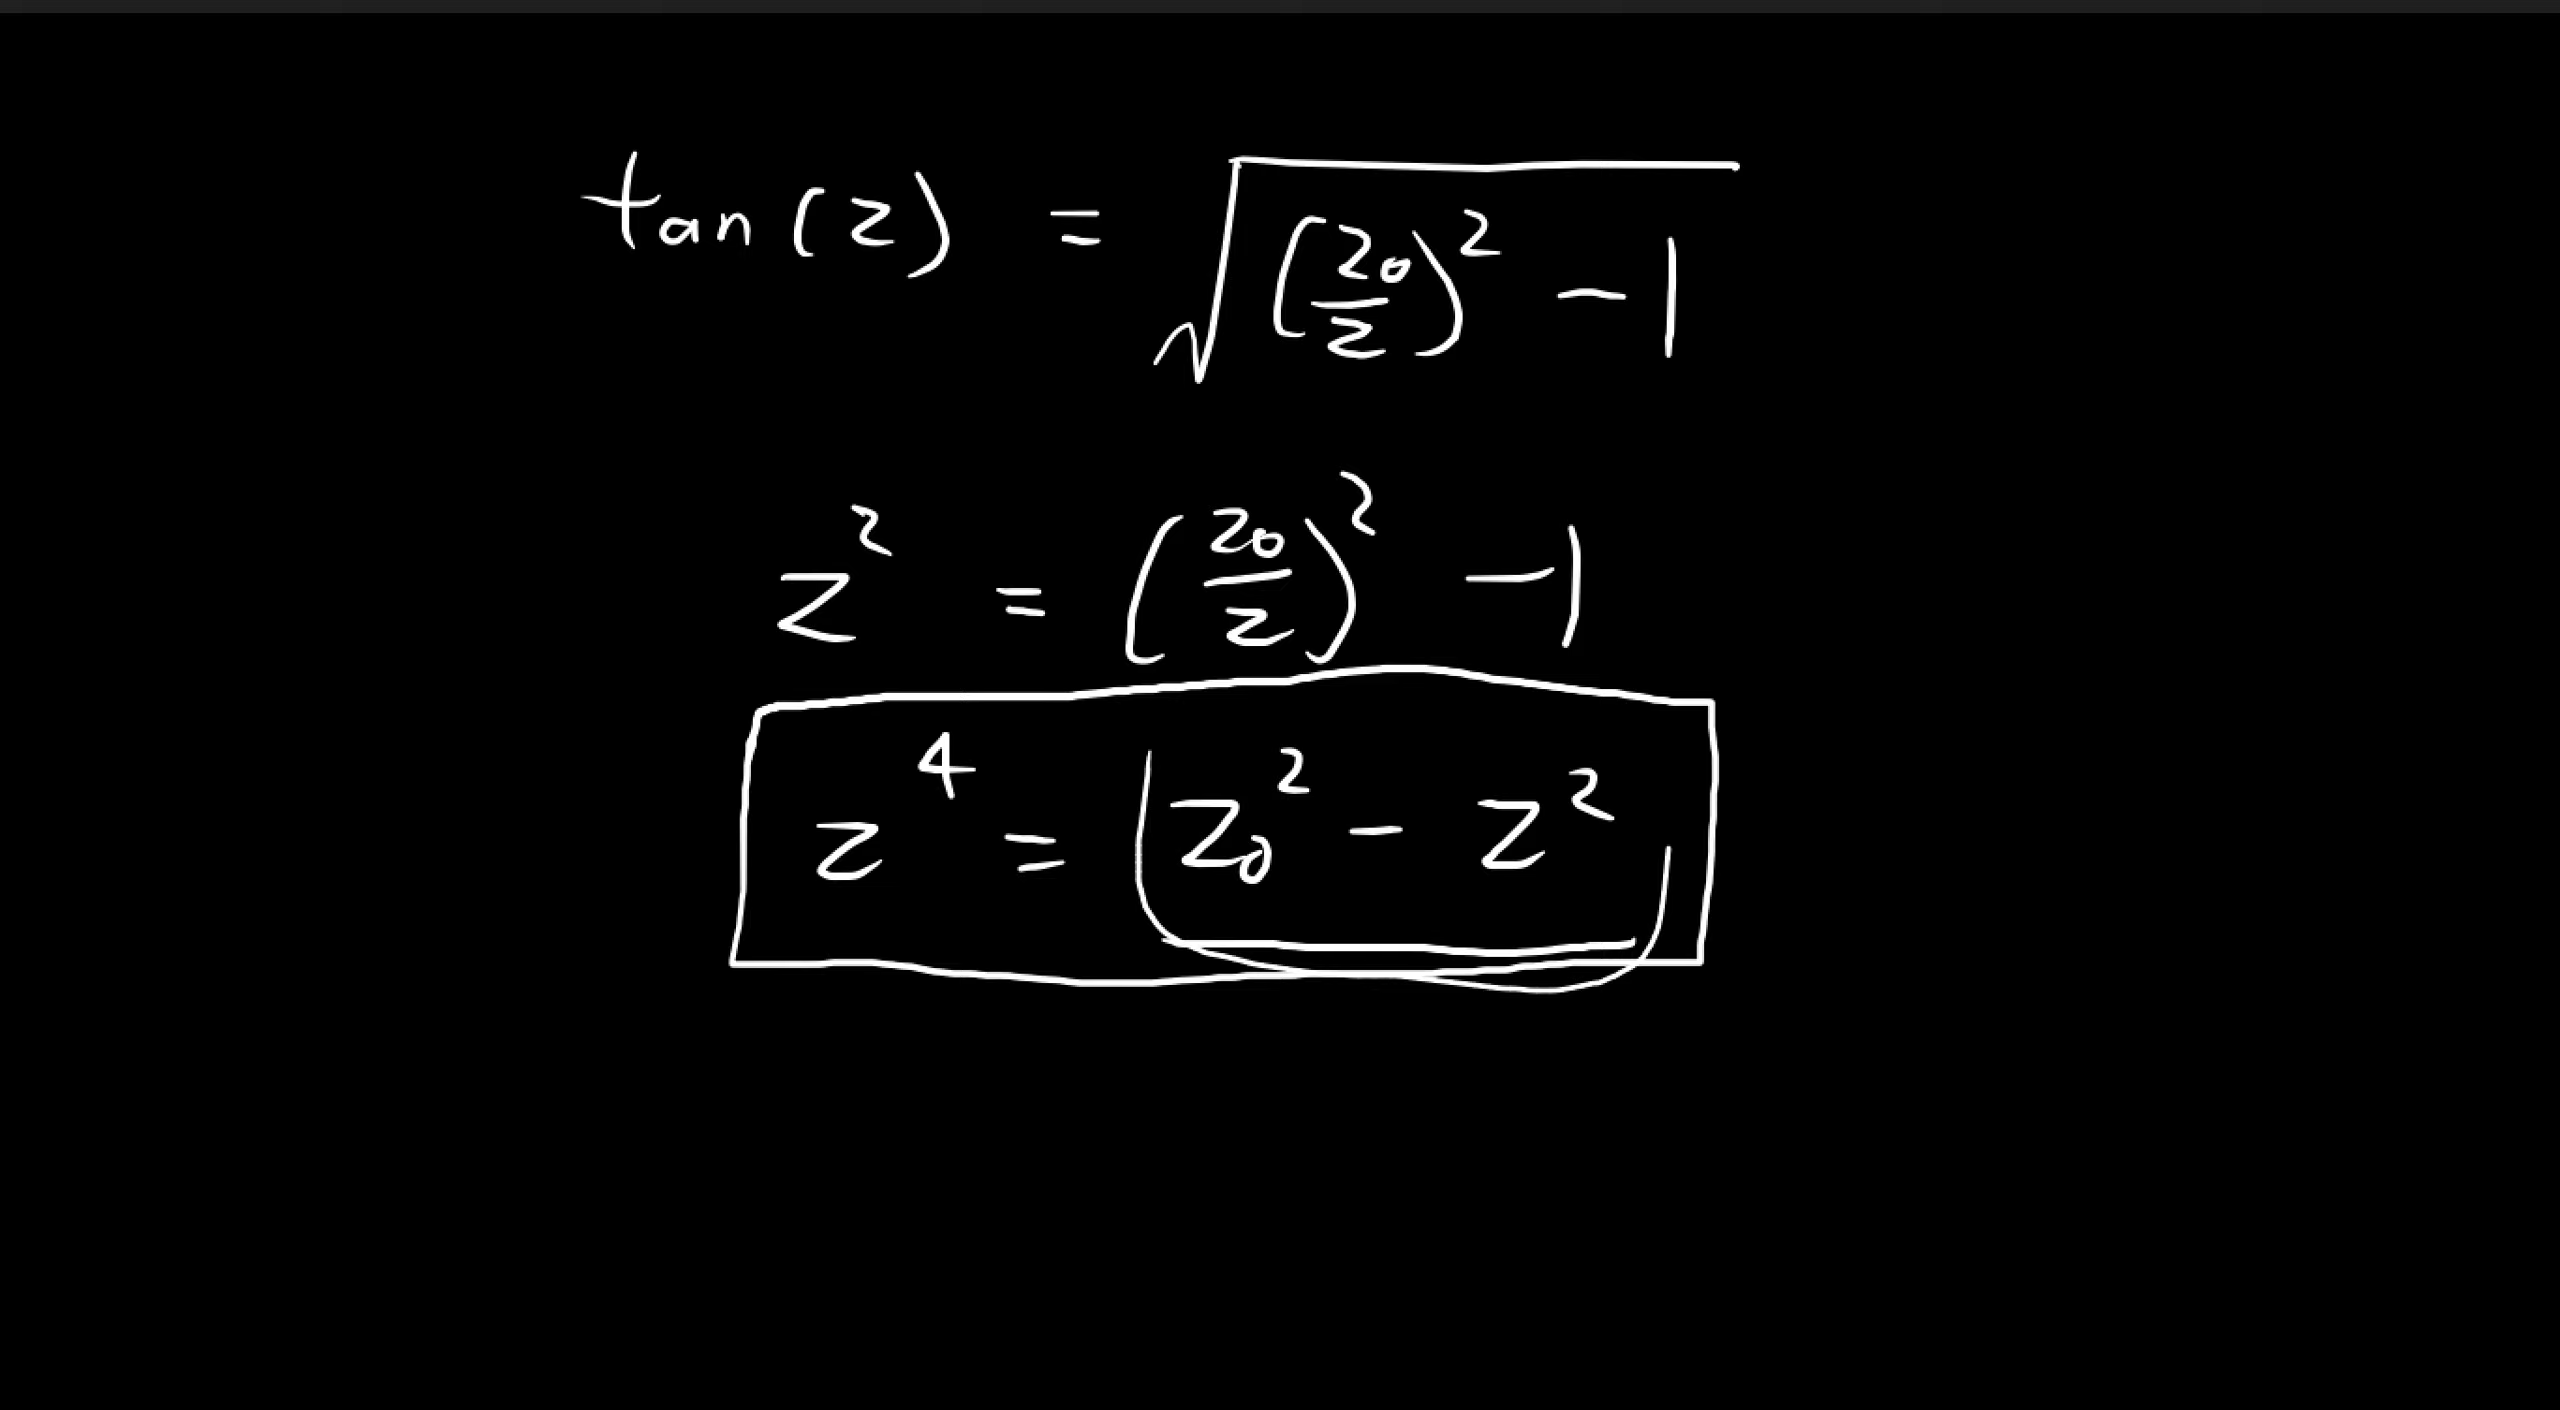 tan(z) = √((z₀/z)² − 1)
z² = (z₀/z)² − 1
z⁴ = z₀² − z²